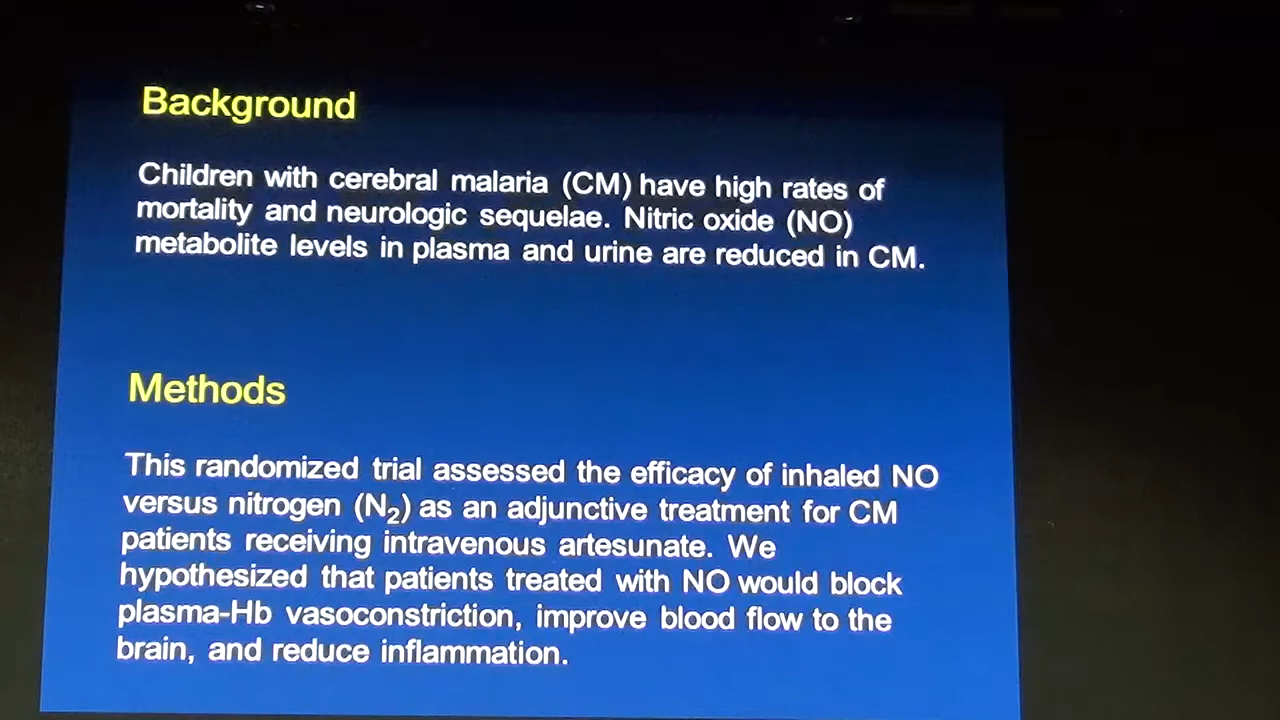 Background
Children with cerebral malaria (CM) have high rates of
mortality and neurologic sequelae. Nitric oxide (NO)
metabolite levels in plasma and urine are reduced in CM.
Methods
This randomized trial assessed the efficacy of inhaled NO
versus nitrogen (N₂) as an adjunctive treatment for CM
patients receiving intravenous artesunate. We
hypothesized that patients treated with NO would block
plasma-Hb vasoconstriction, improve blood flow to the
brain, and reduce inflammation.